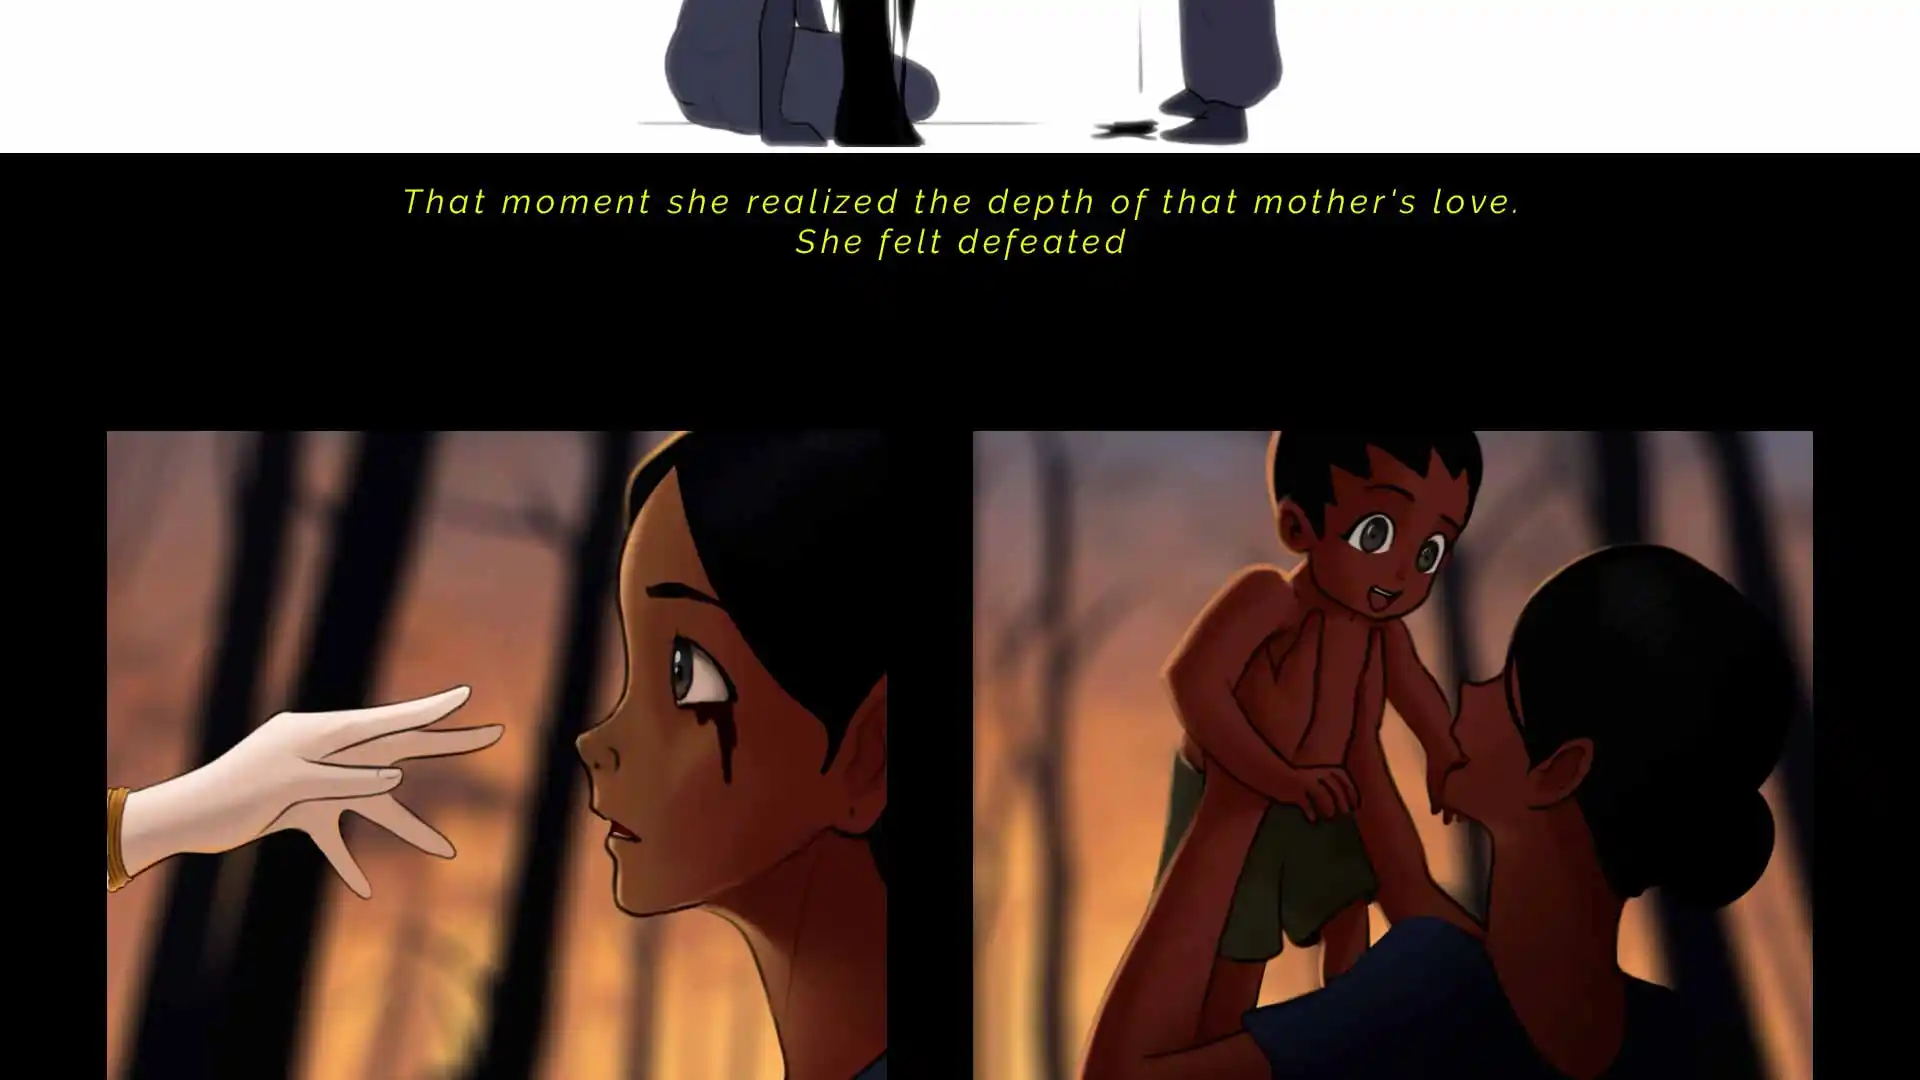 That moment she realized the depth of that mother's love.
She felt defeated